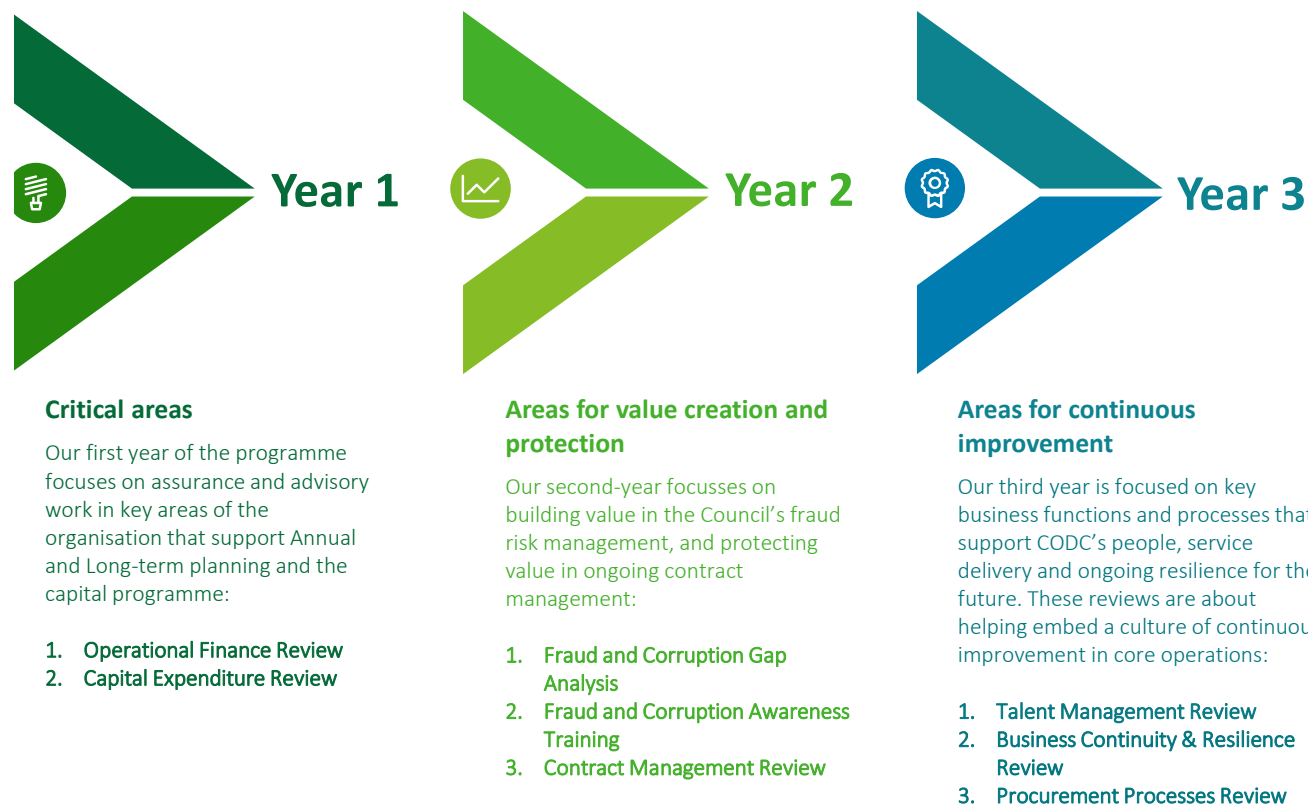 Year 1
Year 2
Year 3
Critical areas
Our first year of the programme
focuses on assurance and advisory
work in key areas of the
organisation that support Annual
and Long-term planning and the
capital programme:
1. Operational Finance Review
2. Capital Expenditure Review
Areas for value creation and
protection
Our second-year focusses on
building value in the Council’s fraud
risk management, and protecting
value in ongoing contract
management:
1. Fraud and Corruption Gap
Analysis
2. Fraud and Corruption Awareness
Training
3. Contract Management Review
Areas for continuous
improvement
Our third year is focused on key
business functions and processes that
support CODC’s people, service
delivery and ongoing resilience for the
future. These reviews are about
helping embed a culture of continuou
improvement in core operations:
1. Talent Management Review
2. Business Continuity & Resilience
Review
3. Procurement Processes Review